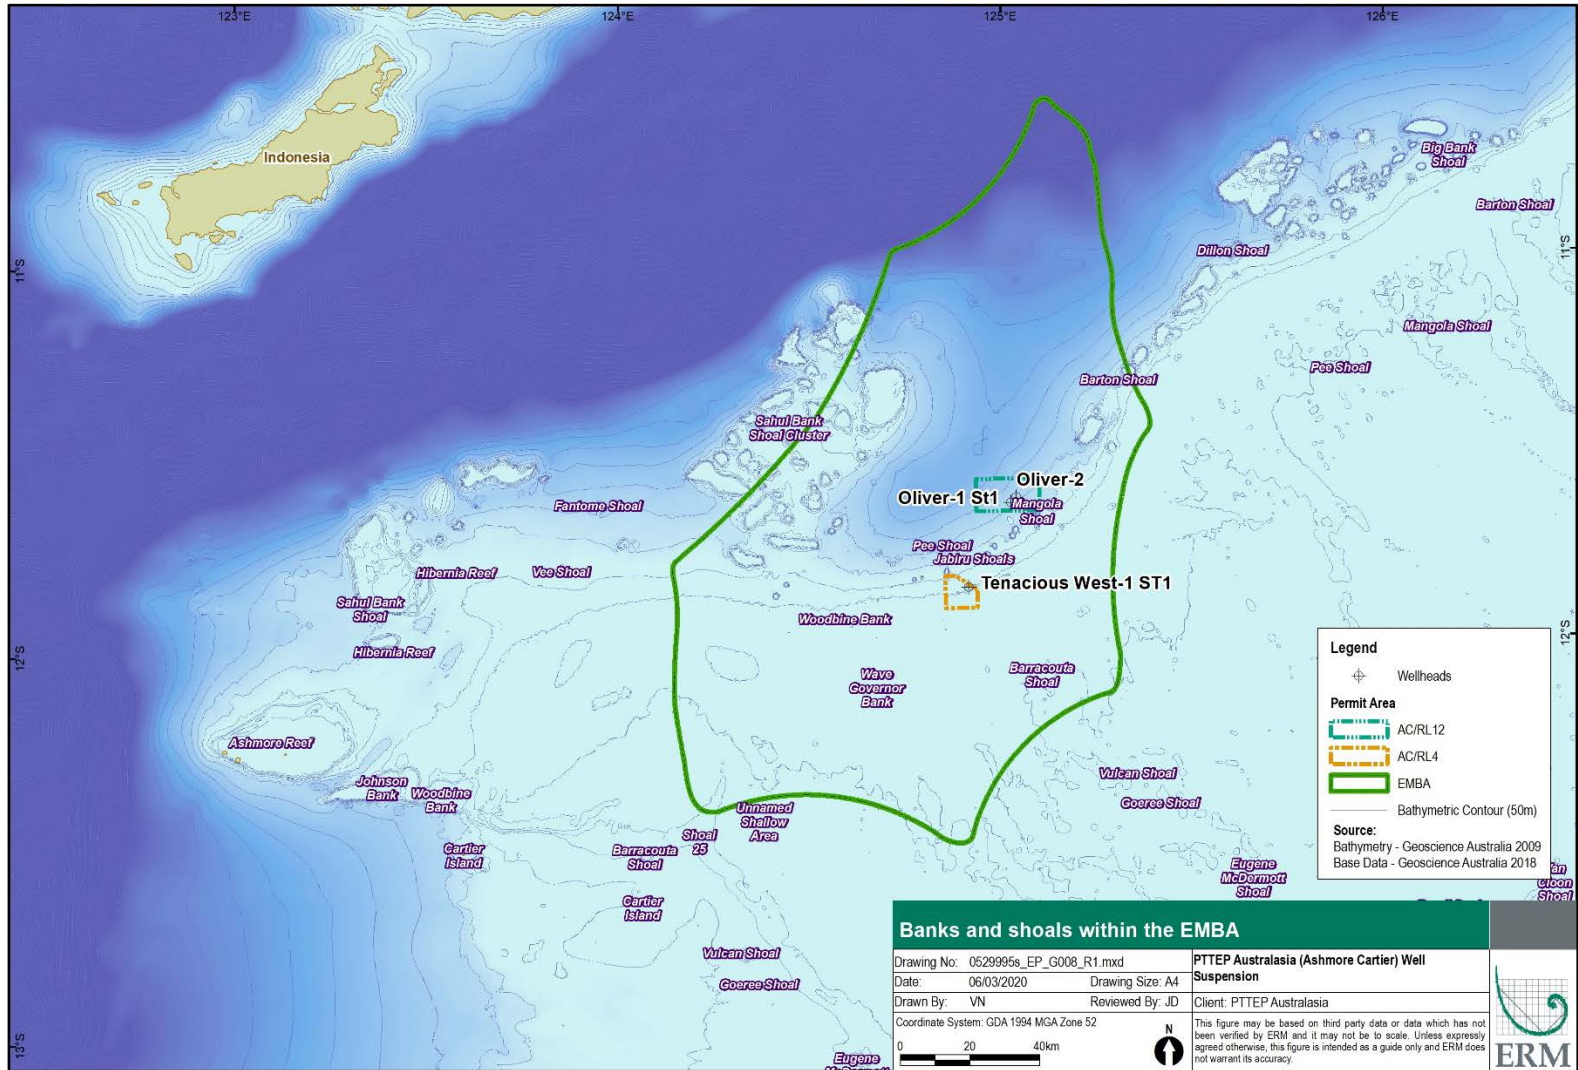 123°E
124°E
125°E
126°E
Indonesia
Big Bank
Shoal
Barton Shoal
11°S
11°S
Dillon Shoal
Mangola Shoal
Pee Shoal
Barton Shoal
Sahul Bank
Shoal Cluster
Oliver-2
Oliver-1 St1
Mangola
Shoal
Fantome Shoal
Pee Shoal
Jabiru Shoals
Hibernia Reef
Vee Shoal
Tenacious West-1 ST1
Sahul Bank
Shoal
Woodbine Bank
12°S
12°S
Hibernia Reef
Barracouta
Shoal
Wave
Governor
Bank
Ashmore Reef
Johnson
Bank
Woodbine
Bank
Vulcan Shoal
Goeree Shoal
Unnamed
Shallow
Area
Shoal
25
Barracouta
Shoal
Cartier
Island
Eugene
McDermott
Shoal
Cartier
Island
Vulcan Shoal
Goeree Shoal
13°S
Eugene
Cloon
Shoal
Legend
Wellheads
Permit Area
AC/RL12
AC/RL4
EMBA
Bathymetric Contour (50m)
Source:
Bathymetry - Geoscience Australia 2009
Base Data - Geoscience Australia 2018
Banks and shoals within the EMBA
Drawing No: 0529995s_EP_G008_R1.mxd
Date: 06/03/2020 Drawing Size: A4
Drawn By: VN Reviewed By: JD
Coordinate System: GDA 1994 MGA Zone 52
0 20 40km
N
PTTEP Australasia (Ashmore Cartier) Well
Suspension
Client: PTTEP Australasia
This figure may be based on third party data or data which has not
been verified by ERM and it may not be to scale. Unless expressly
agreed otherwise, this figure is intended as a guide only and ERM does
not warrant its accuracy.
ERM